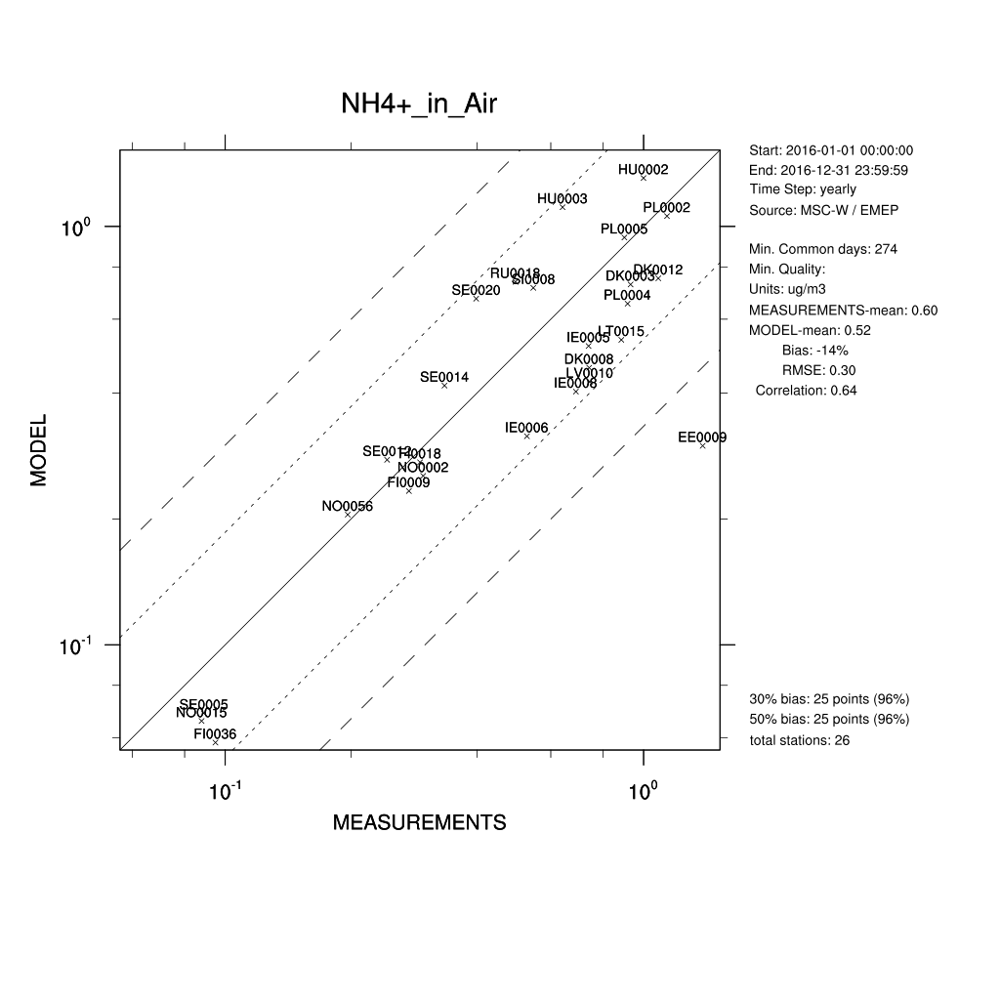 NH4+_in_Air
Start: 2016-01-01 00:00:00
End: 2016-12-31 23:59:59
Time Step: yearly
Source: MSC-W / EMEP
Min. Common days: 274
Min. Quality:
Units: ug/m3
MEASUREMENTS-mean: 0.60
MODEL-mean: 0.52
Bias: -14%
RMSE: 0.30
Correlation: 0.64
HU0002
HU0003
PL0002
10⁰
PL0005
DK0012
RU0018
DK0003
SI0008
SE0020
PL0004
LT0015
IE0005
DK0008
LV0010
SE0014
IE0008
IE0006
EE0009
MODEL
SE0012
FI0018
NO0002
FI0009
NO0056
10⁻¹
SE0005
NO0015
FI0036
30% bias: 25 points (96%)
50% bias: 25 points (96%)
total stations: 26
10⁻¹
10⁰
MEASUREMENTS